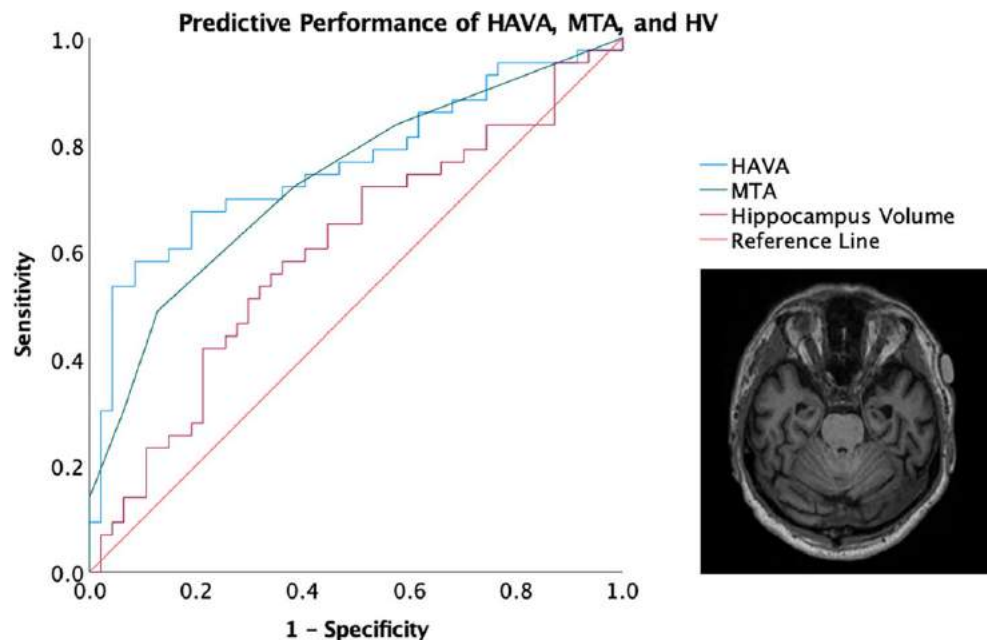 Predictive Performance of HAVA, MTA, and HV
1.0
0.8
0.6
0.4
0.2
0.0
Sensitivity
0.0 0.2 0.4 0.6 0.8 1.0
1 – Specificity
HAVA
MTA
Hippocampus Volume
Reference Line